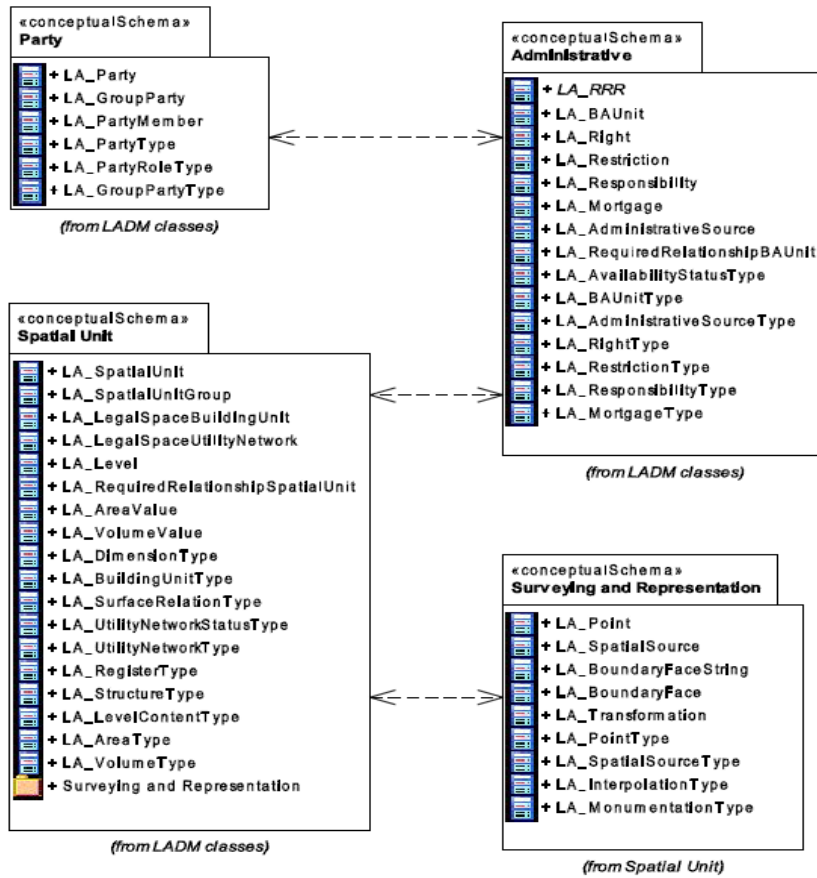 «conceptualSchema»
Party
+ LA_Party
+ LA_GroupParty
+ LA_PartyMember
+ LA_PartyType
+ LA_PartyRoleType
+ LA_GroupPartyType
(from LADM classes)
«conceptualSchema»
Administrative
+ LA_RRR
+ LA_BAUnit
+ LA_Right
+ LA_Restriction
+ LA_Responsibility
+ LA_Mortgage
+ LA_AdministrativeSource
+ LA_RequiredRelationshipBAUnit
+ LA_AvailabilityStatusType
+ LA_BAUnitType
+ LA_AdministrativeSourceType
+ LA_RightType
+ LA_RestrictionType
+ LA_ResponsibilityType
+ LA_MortgageType
(from LADM classes)
«conceptualSchema»
Spatial Unit
+ LA_SpatialUnit
+ LA_SpatialUnitGroup
+ LA_LegalSpaceBuildingUnit
+ LA_LegalSpaceUtilityNetwork
+ LA_Level
+ LA_RequiredRelationshipSpatialUnit
+ LA_AreaValue
+ LA_VolumeValue
+ LA_DimensionType
+ LA_BuildingUnitType
+ LA_SurfaceRelationType
+ LA_UtilityNetworkStatusType
+ LA_UtilityNetworkType
+ LA_RegisterType
+ LA_StructureType
+ LA_LevelContentType
+ LA_AreaType
+ LA_VolumeType
+ Surveying and Representation
(from LADM classes)
«conceptualSchema»
Surveying and Representation
+ LA_Point
+ LA_SpatialSource
+ LA_BoundaryFaceString
+ LA_BoundaryFace
+ LA_Transformation
+ LA_PointType
+ LA_SpatialSourceType
+ LA_InterpolationType
+ LA_MonumentationType
(from Spatial Unit)